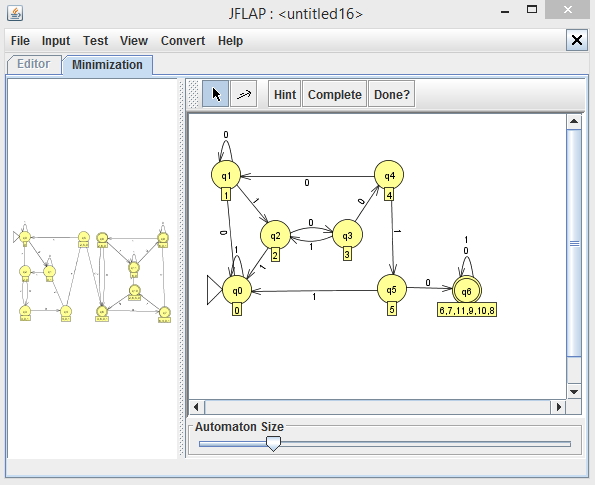 JFLAP : <untitled16>
File Input Test View Convert Help
Editor Minimization
Hint Complete Done?
0
q1
1
0
q4
4
1
0
0
q2
2
0
1
q3
3
0
1
1
1
q0
0
1
q5
5
0
1
0
q6
6,7,11,9,10,8
Automaton Size